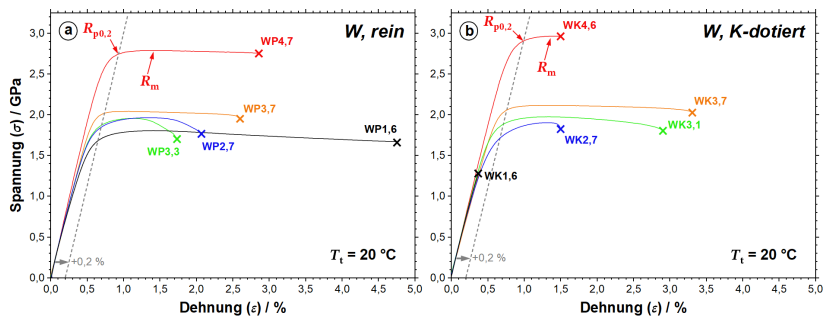 a
W, rein
Rp0,2
Rm
WP4,7
WP3,7
WP3,3
WP2,7
WP1,6
+0,2 %
Tt = 20 °C
Spannung (σ) / GPa
3,0
2,5
2,0
1,5
1,0
0,5
0,0
0,0 0,5 1,0 1,5 2,0 2,5 3,0 3,5 4,0 4,5 5,0
Dehnung (ε) / %
b
W, K-dotiert
Rp0,2
Rm
WK4,6
WK3,7
WK3,1
WK2,7
WK1,6
+0,2 %
Tt = 20 °C
3,0
2,5
2,0
1,5
1,0
0,5
0,0
0,0 0,5 1,0 1,5 2,0 2,5 3,0 3,5 4,0 4,5 5,0
Dehnung (ε) / %